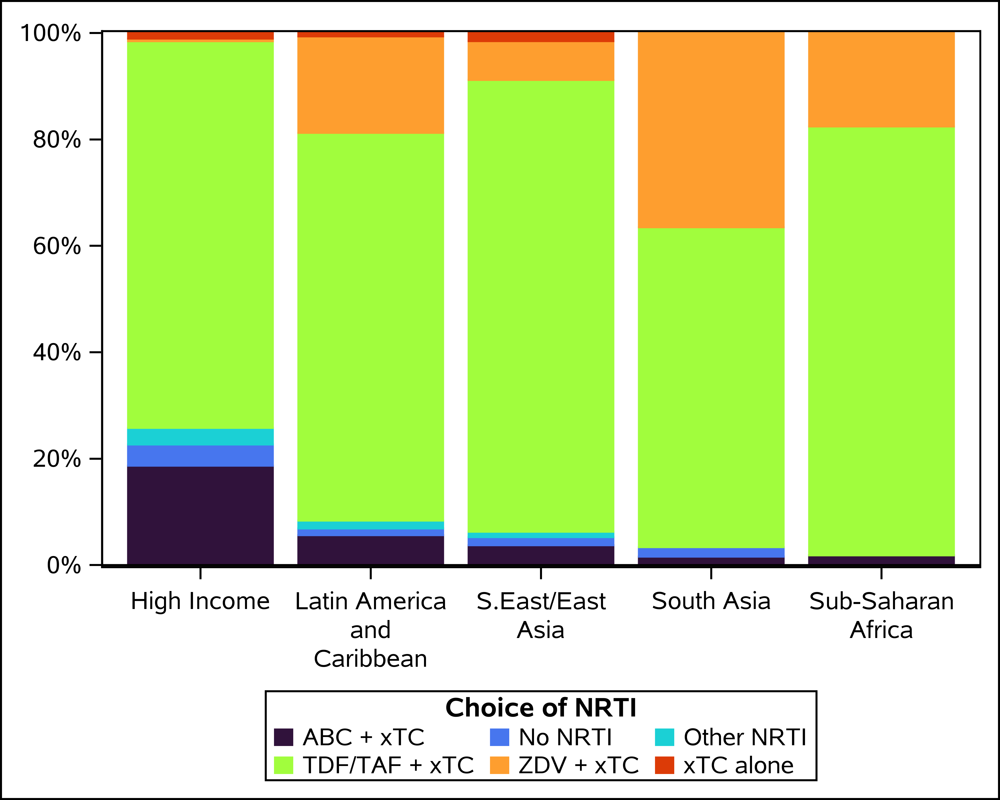 100%
80%
60%
40%
20%
0%
High Income
Latin America
and
Caribbean
S.East/East
Asia
South Asia
Sub-Saharan
Africa
Choice of NRTI
ABC + xTC
No NRTI
Other NRTI
TDF/TAF + xTC
ZDV + xTC
xTC alone